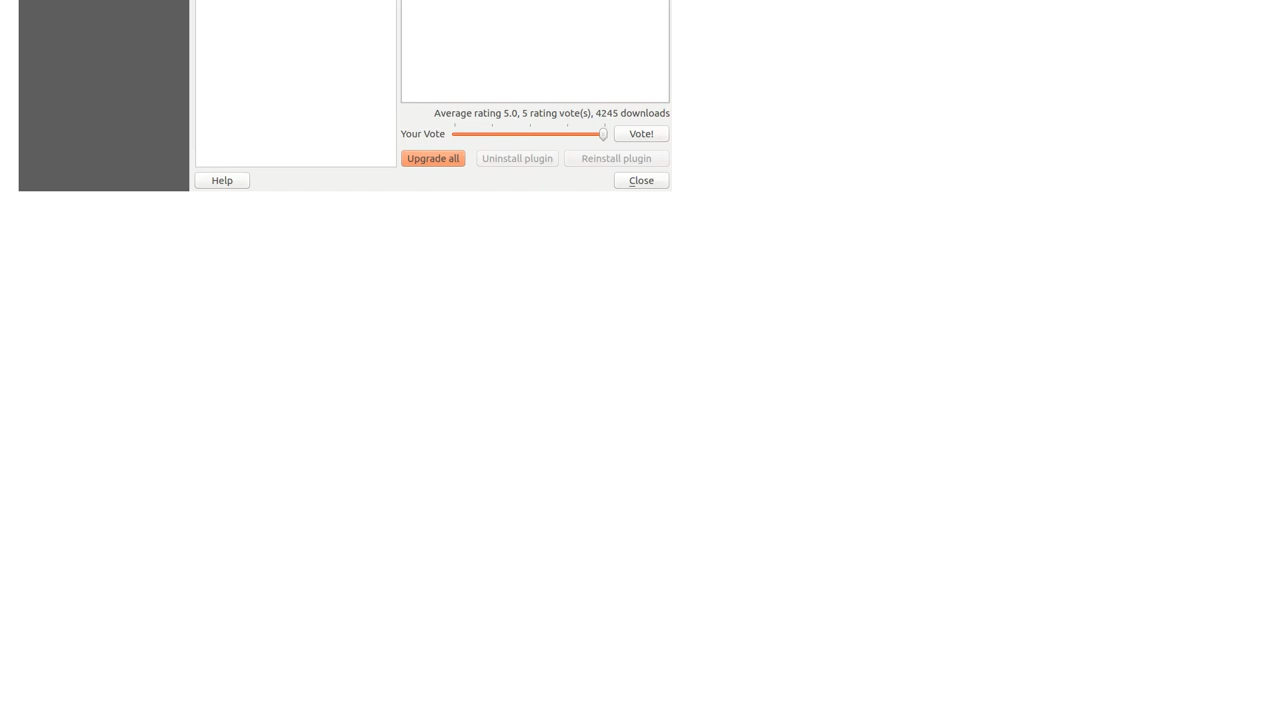 Average rating 5.0, 5 rating vote(s), 4245 downloads
Your Vote Vote!
Upgrade all Uninstall plugin Reinstall plugin
Help Close